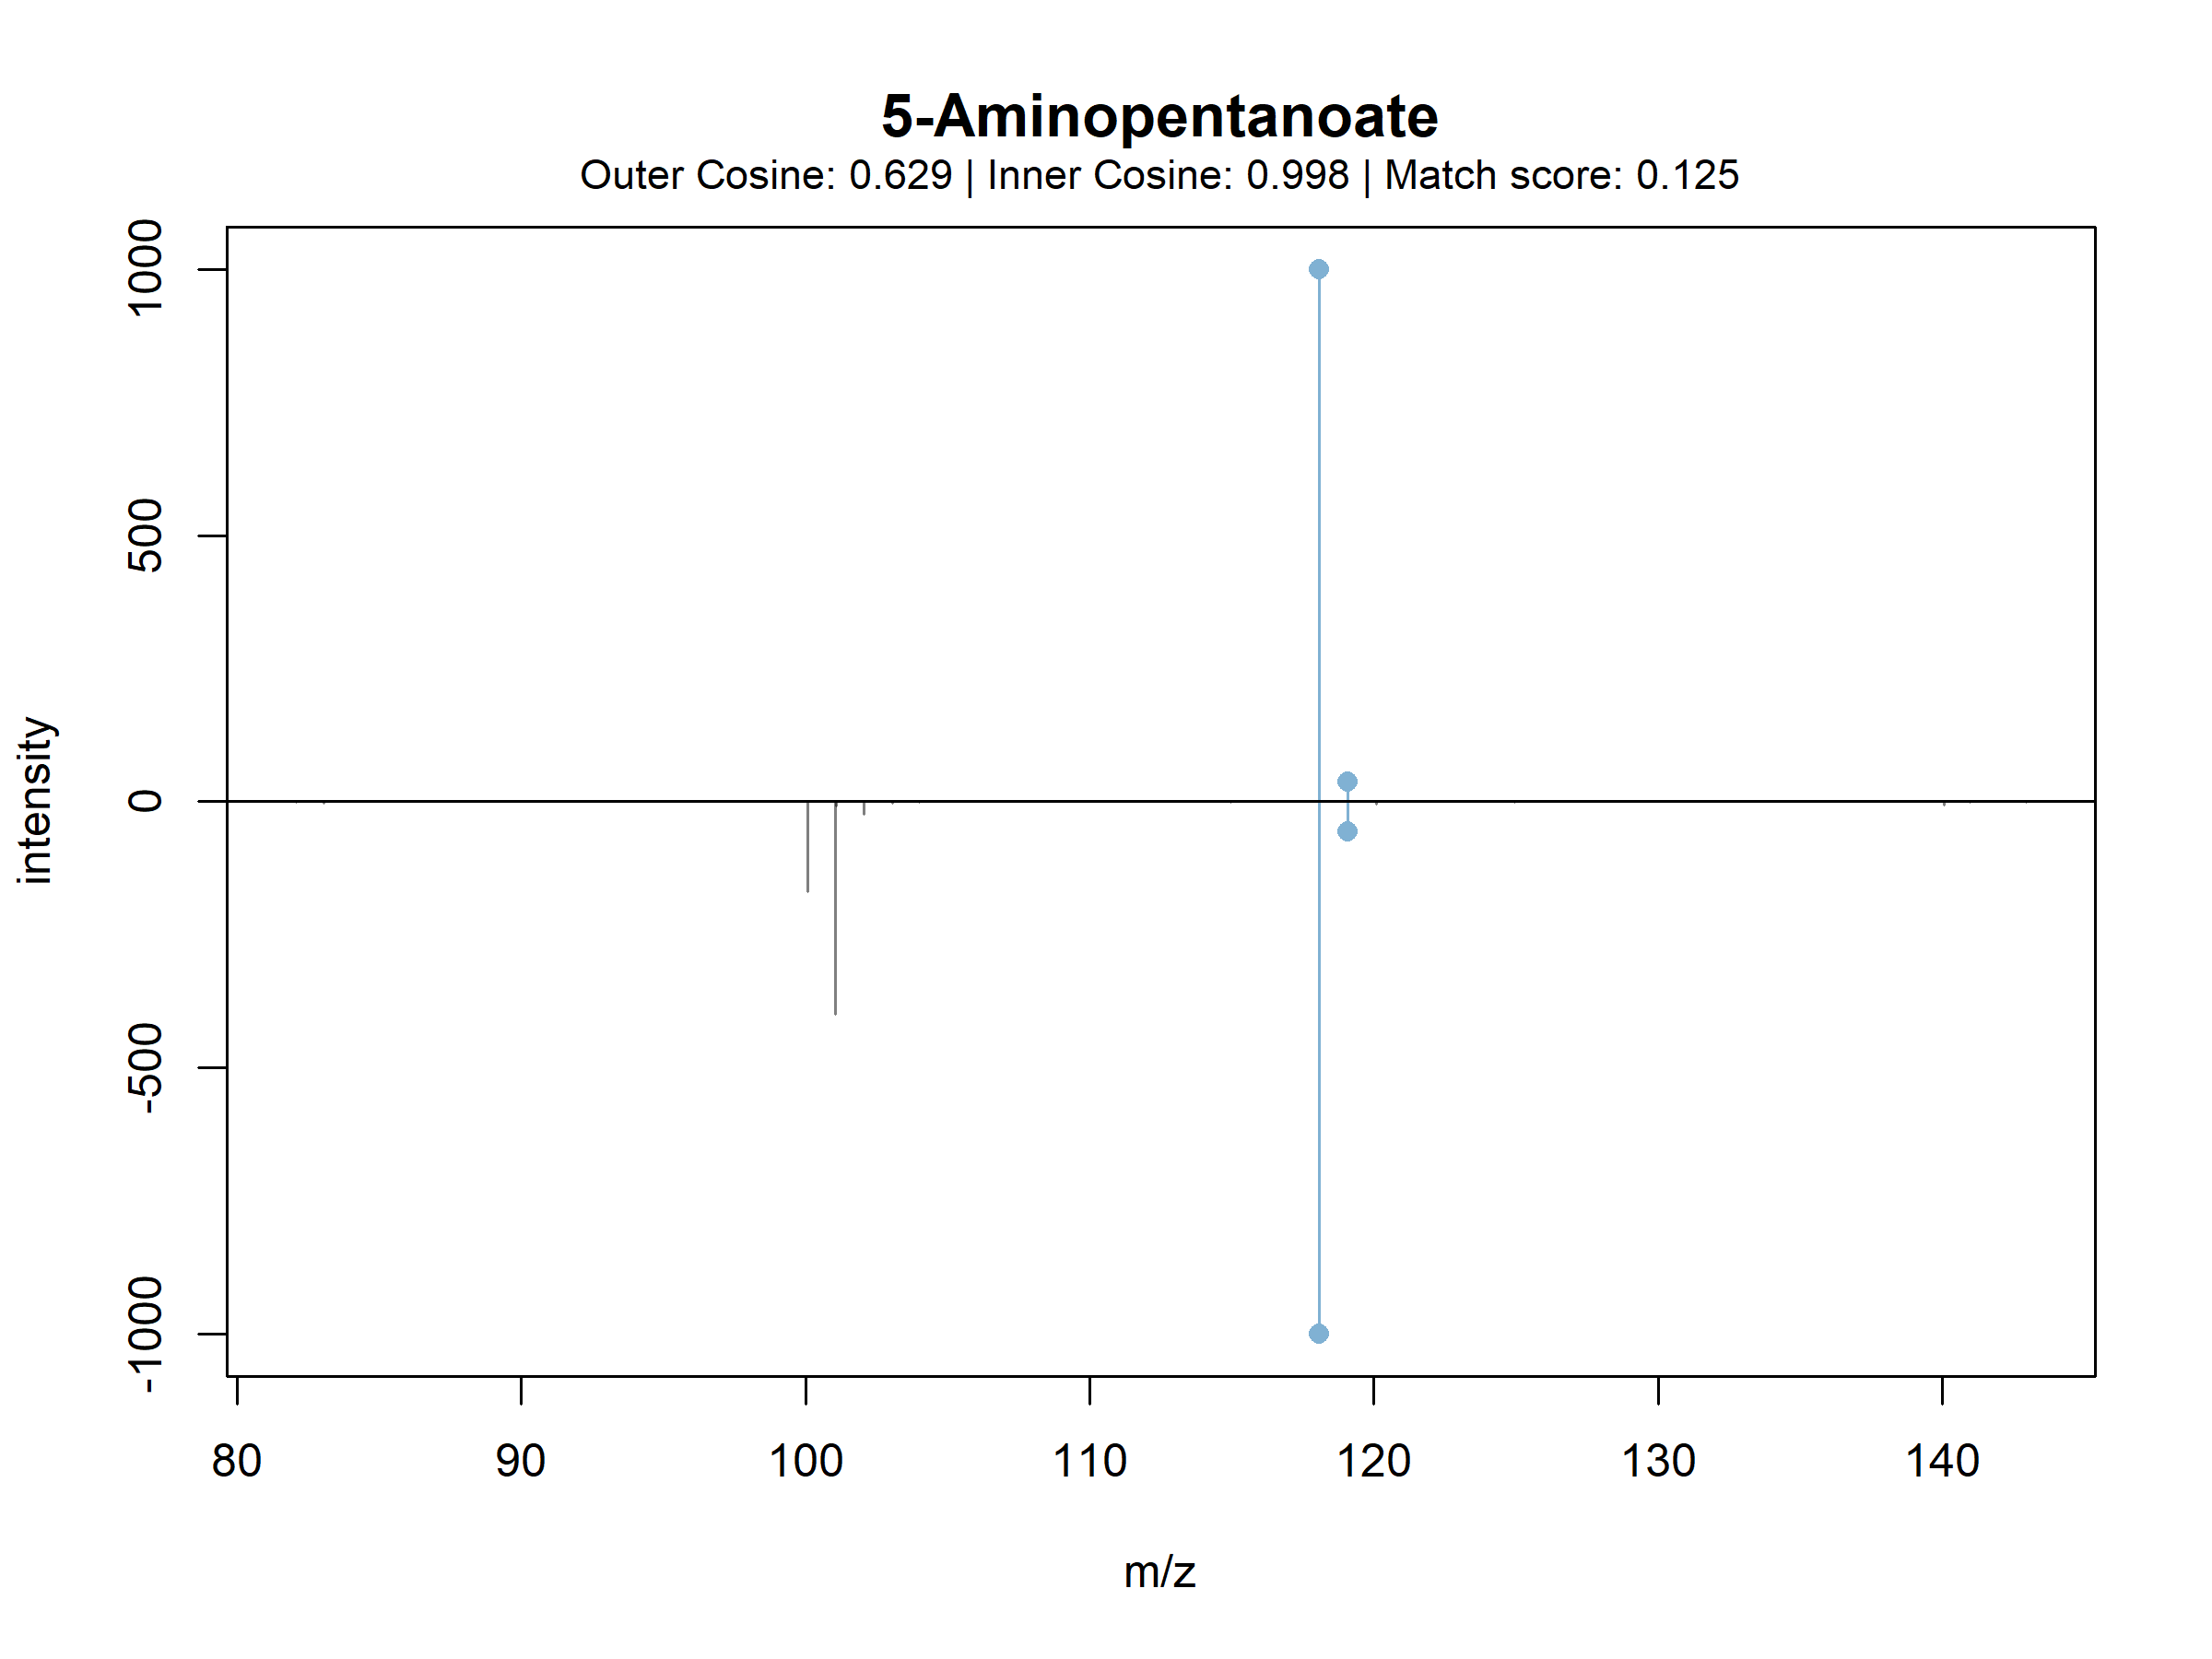 5-Aminopentanoate
Outer Cosine: 0.629 | Inner Cosine: 0.998 | Match score: 0.125
intensity
1000
500
0
-500
-1000
80 90 100 110 120 130 140
m/z